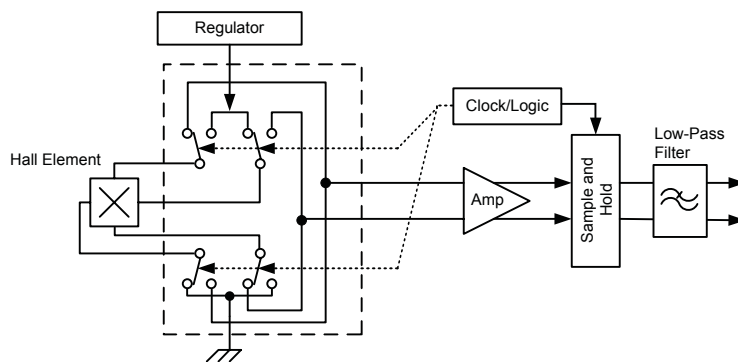 Regulator
Clock/Logic
Low-Pass
Filter
Hall Element
Amp
Sample and
Hold